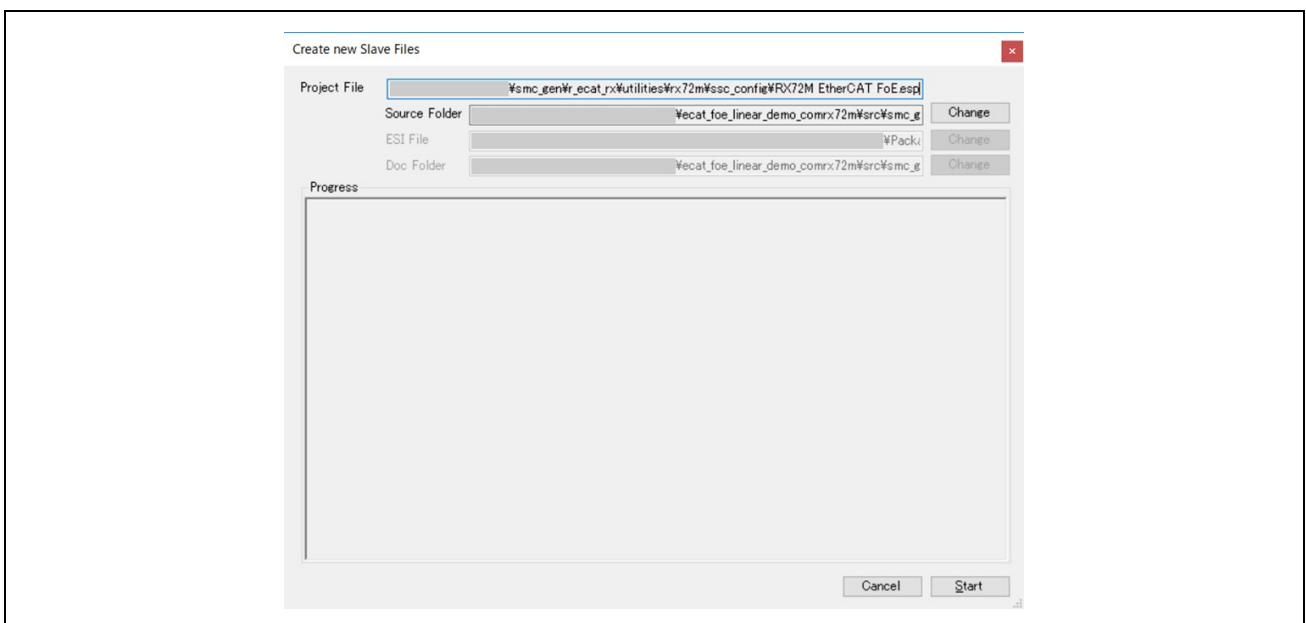 Create new Slave Files
Project File ¥smc_gen¥r_ecat_rx¥utilities¥rx72m¥ssc_config¥RX72M EtherCAT FoE.esp
Source Folder ¥ecat_foe_linear_demo_comrx72m¥src¥smc_g Change
ESI File ¥Packa Change
Doc Folder ¥ecat_foe_linear_demo_comrx72m¥src¥smc_g Change
Progress
Cancel Start